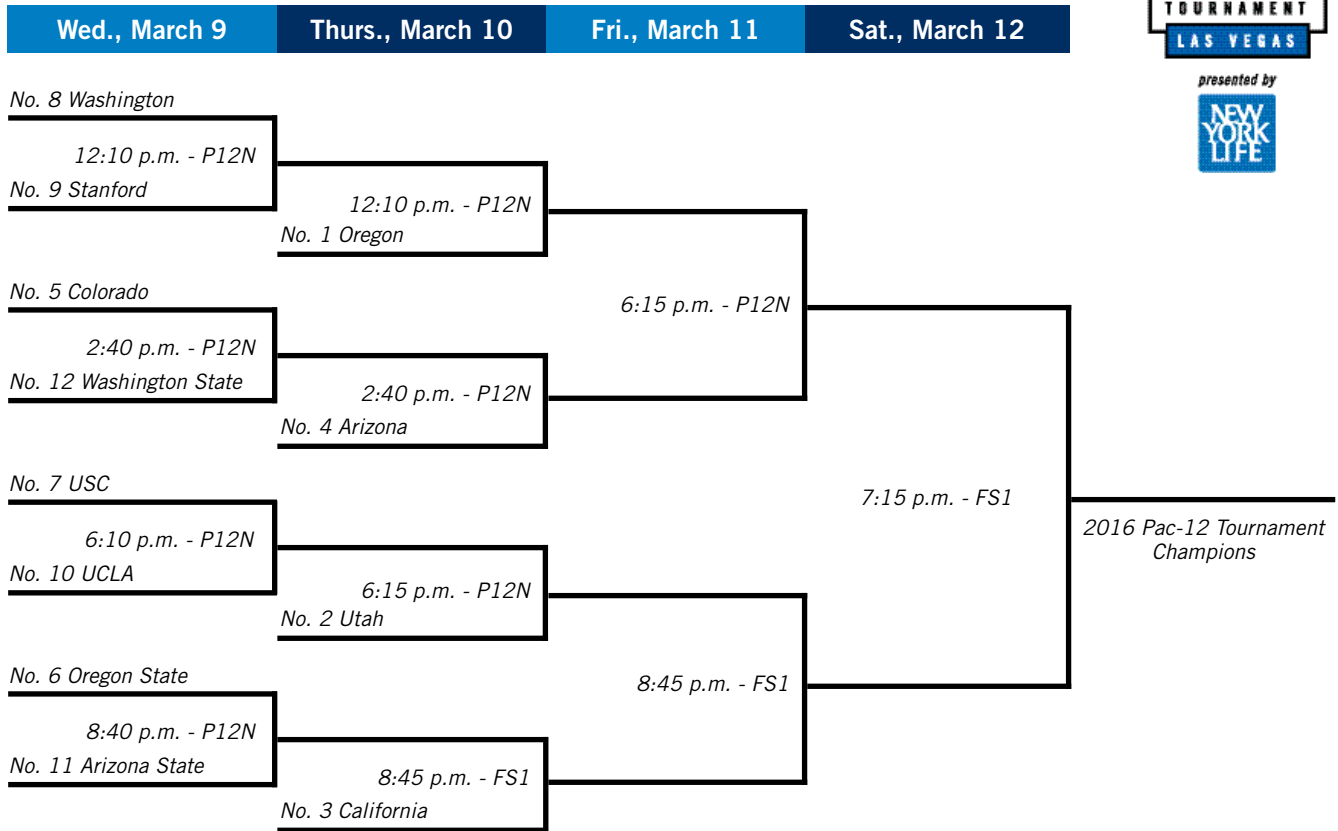 Wed., March 9
Thurs., March 10
Fri., March 11
Sat., March 12
TOURNAMENT
LAS VEGAS
presented by
NEW
YORK
LIFE
No. 8 Washington
12:10 p.m. - P12N
No. 9 Stanford
12:10 p.m. - P12N
No. 1 Oregon
No. 5 Colorado
6:15 p.m. - P12N
2:40 p.m. - P12N
No. 12 Washington State
2:40 p.m. - P12N
No. 4 Arizona
No. 7 USC
7:15 p.m. - FS1
2016 Pac-12 Tournament
Champions
6:10 p.m. - P12N
No. 10 UCLA
6:15 p.m. - P12N
No. 2 Utah
No. 6 Oregon State
8:45 p.m. - FS1
8:40 p.m. - P12N
No. 11 Arizona State
8:45 p.m. - FS1
No. 3 California